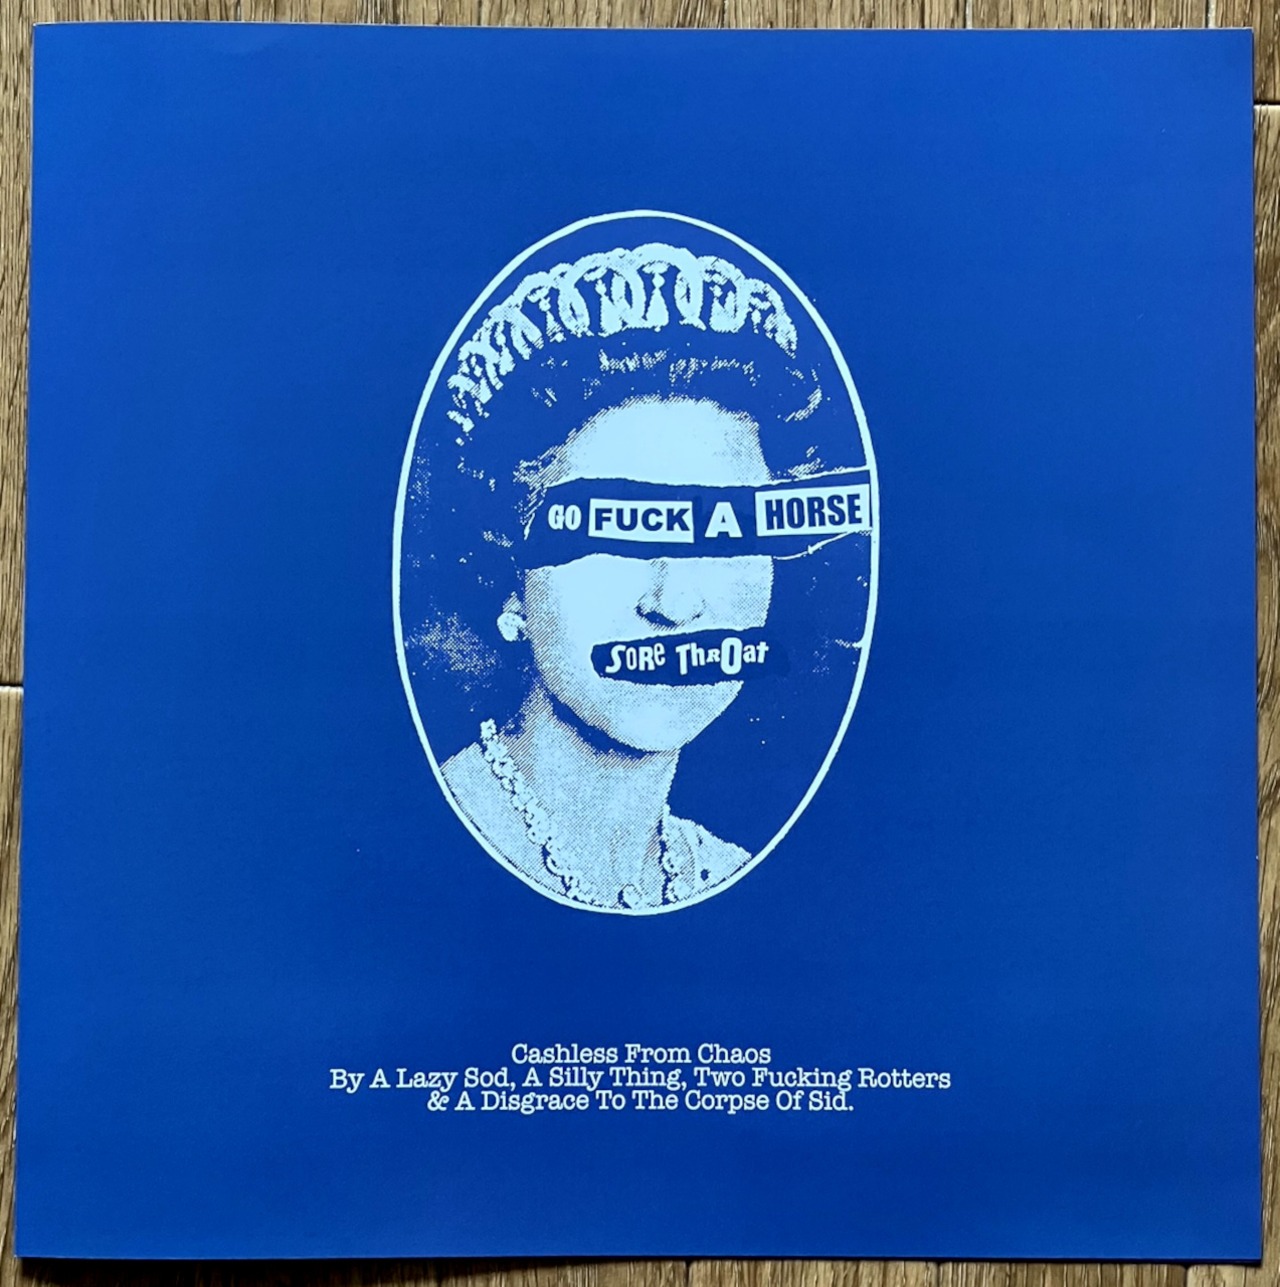 GO FUCK A HORSE
SORe ThROat
Cashless From Chaos
By A Lazy Sod, A Silly Thing, Two Fucking Rotters
& A Disgrace To The Corpse Of Sid.